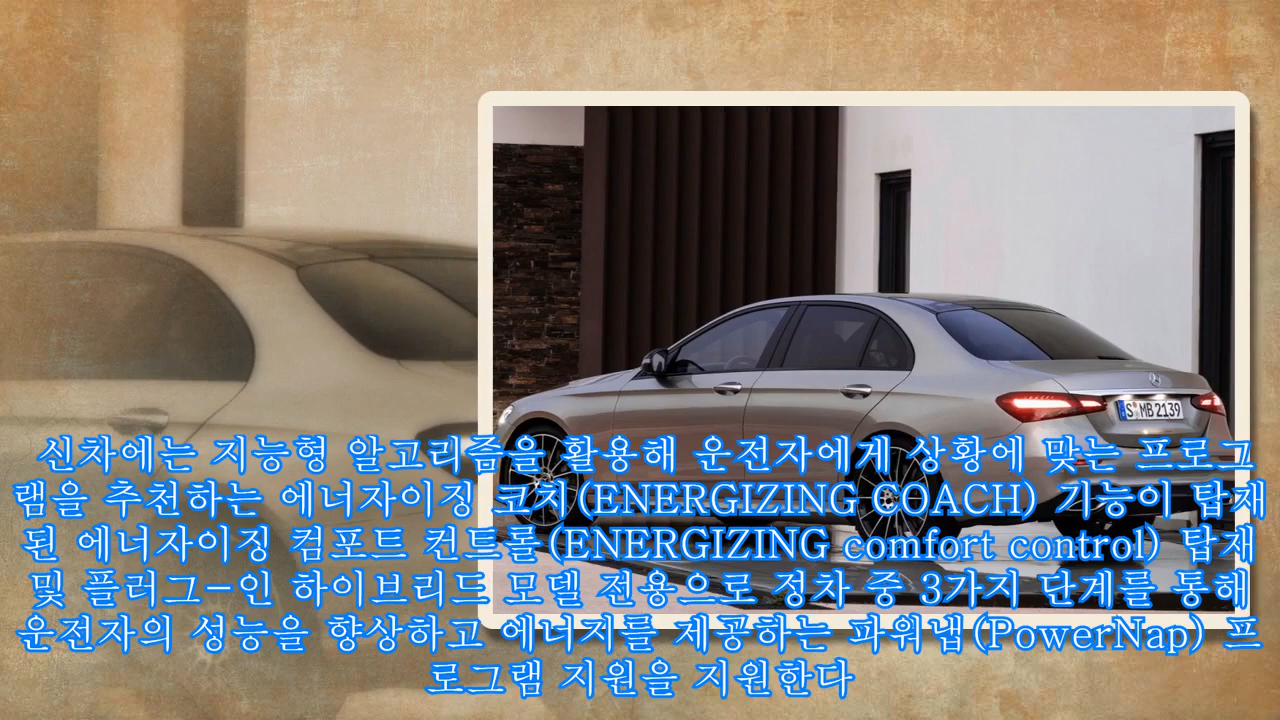 S MB 2139
신차에는 지능형 알고리즘을 활용해 운전자에게 상황에 맞는 프로그
램을 추천하는 에너자이징 코치(ENERGIZING COACH) 기능이 탑재
된 에너자이징 컴포트 컨트롤(ENERGIZING comfort control) 탑재
및 플러그-인 하이브리드 모델 전용으로 정차 중 3가지 단계를 통해
운전자의 성능을 향상하고 에너지를 제공하는 파워냅(PowerNap) 프
로그램 지원을 지원한다